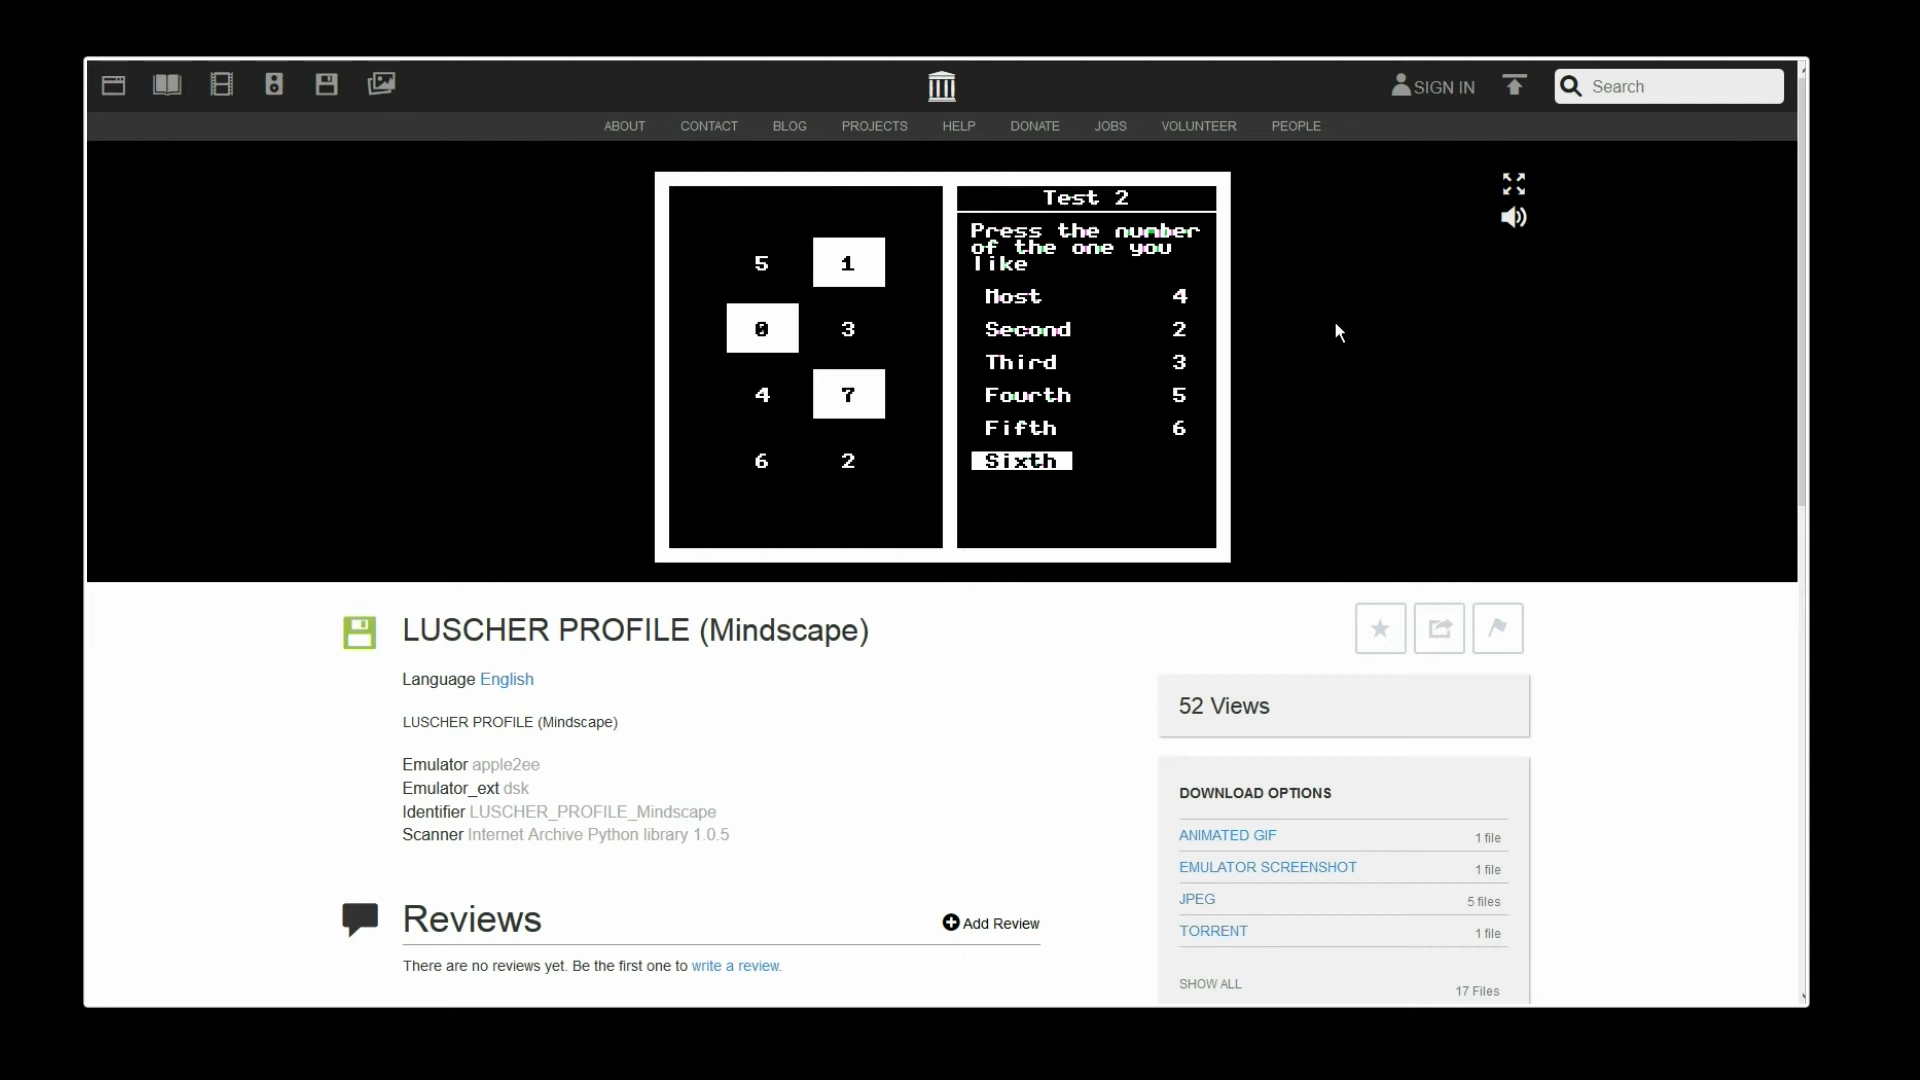 SIGN IN
Search
ABOUT CONTACT BLOG PROJECTS HELP DONATE JOBS VOLUNTEER PEOPLE
5 1
0 3
4 7
6 2
Test 2
Press the number
of the one you
like
Most 4
Second 2
Third 3
Fourth 5
Fifth 6
Sixth
LUSCHER PROFILE (Mindscape)
Language English
LUSCHER PROFILE (Mindscape)
Emulator apple2ee
Emulator_ext dsk
Identifier LUSCHER_PROFILE_Mindscape
Scanner Internet Archive Python library 1.0.5
Reviews
Add Review
There are no reviews yet. Be the first one to write a review.
52 Views
DOWNLOAD OPTIONS
ANIMATED GIF 1 file
EMULATOR SCREENSHOT 1 file
JPEG 5 files
TORRENT 1 file
SHOW ALL 17 Files